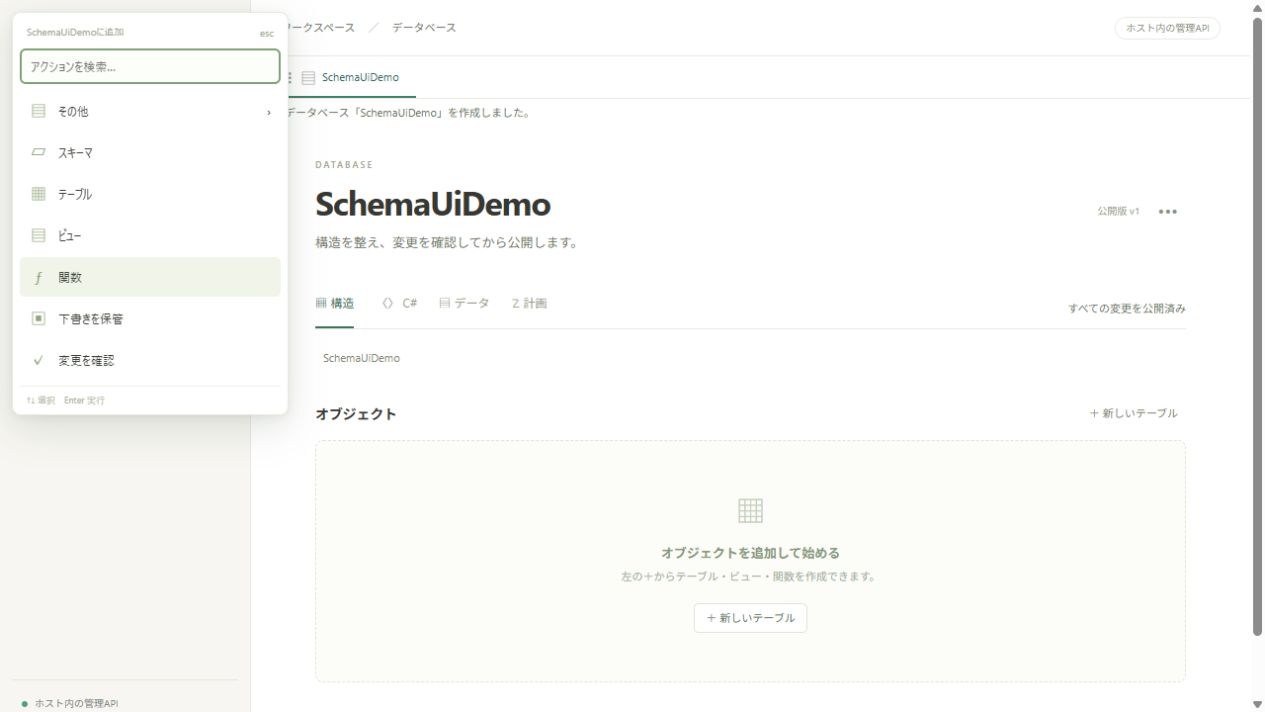 SchemaUiDemoに追加
esc
アクションを検索...
その他
スキーマ
テーブル
ビュー
関数
下書きを保管
変更を確認
↑↓ 選択 Enter 実行
ークスペース ／ データベース
ホスト内の管理API
SchemaUiDemo
データベース「SchemaUiDemo」を作成しました。
DATABASE
SchemaUiDemo
公開版 v1
構造を整え、変更を確認してから公開します。
構造 C# データ 計画
すべての変更を公開済み
SchemaUiDemo
オブジェクト
＋ 新しいテーブル
オブジェクトを追加して始める
左の＋からテーブル・ビュー・関数を作成できます。
＋ 新しいテーブル
ホスト内の管理API